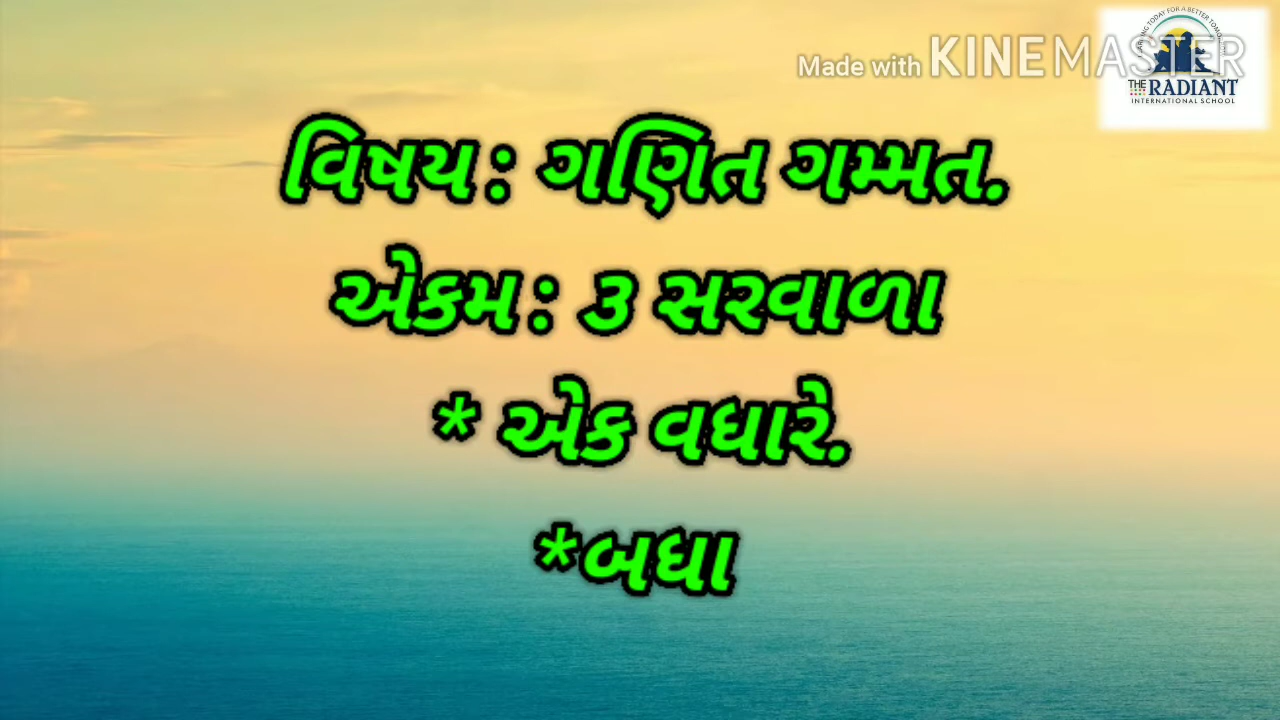 Made with KINEMASTER
THE RADIANT
INTERNATIONAL SCHOOL
વિષય : ગણિત ગમ્મત.
એકમ : ૩ સરવાળા
* એક વધારે.
*બધા